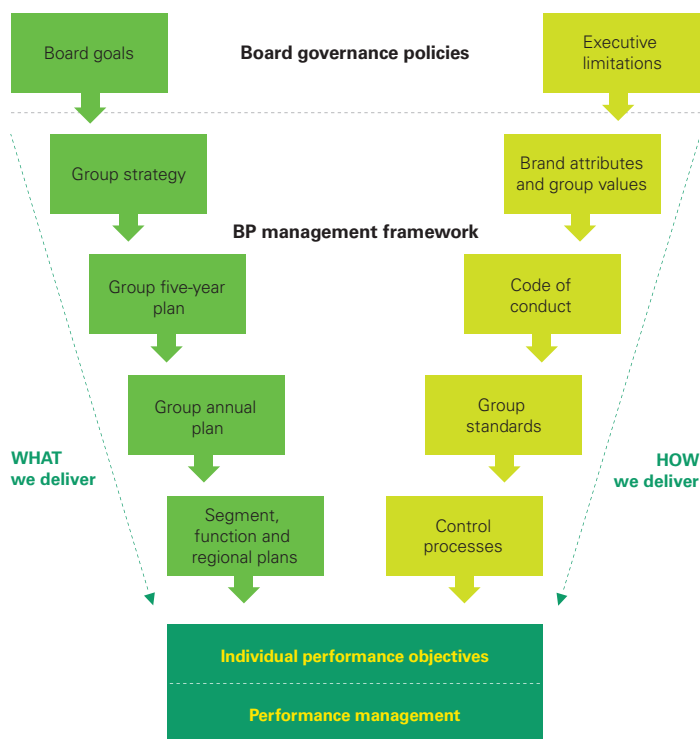 Board goals
Board governance policies
Executive
limitations
Group strategy
Brand attributes
and group values
BP management framework
Group five-year
plan
Code of
conduct
Group annual
plan
Group
standards
WHAT
we deliver
HOW
we deliver
Segment,
function and
regional plans
Control
processes
Individual performance objectives
Performance management